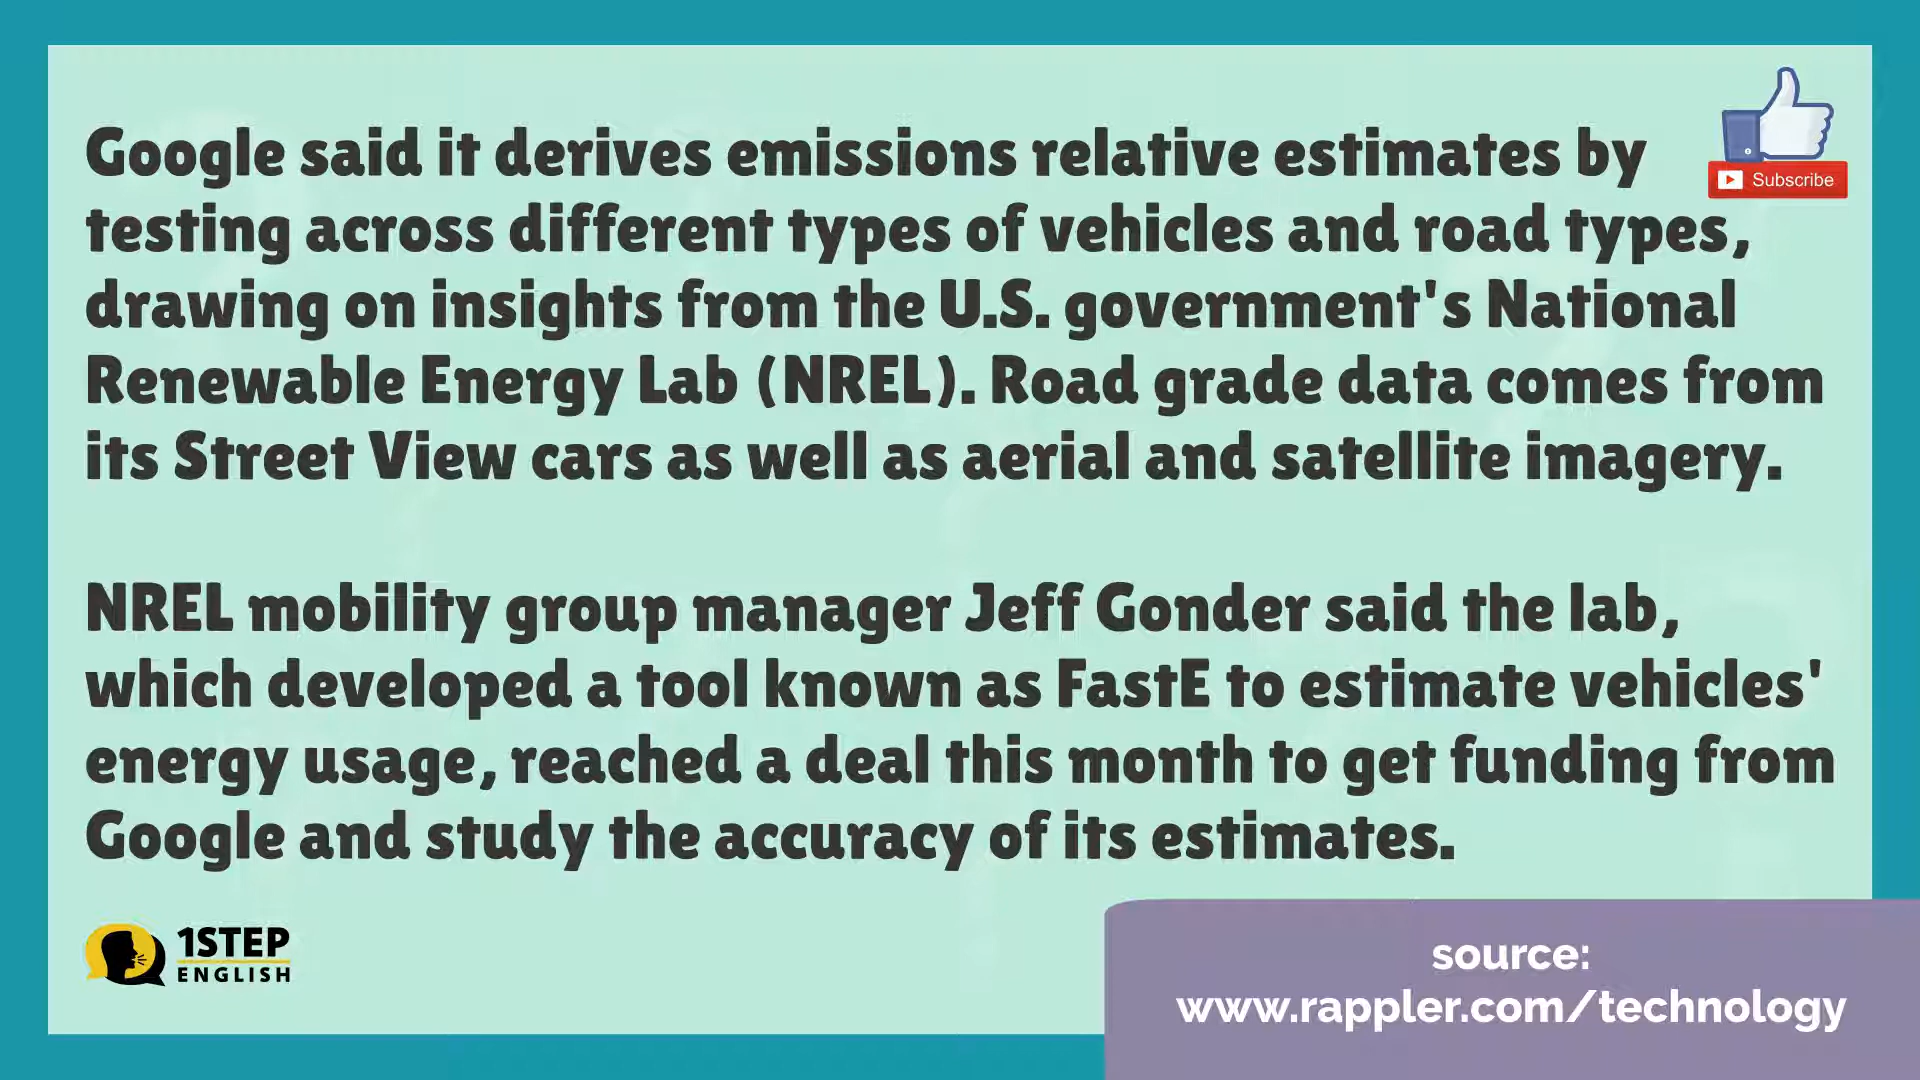 Google said it derives emissions relative estimates by
testing across different types of vehicles and road types,
drawing on insights from the U.S. government's National
Renewable Energy Lab (NREL). Road grade data comes from
its Street View cars as well as aerial and satellite imagery.
NREL mobility group manager Jeff Gonder said the lab,
which developed a tool known as FastE to estimate vehicles'
energy usage, reached a deal this month to get funding from
Google and study the accuracy of its estimates.
Subscribe
1STEP
ENGLISH
source:
www.rappler.com/technology